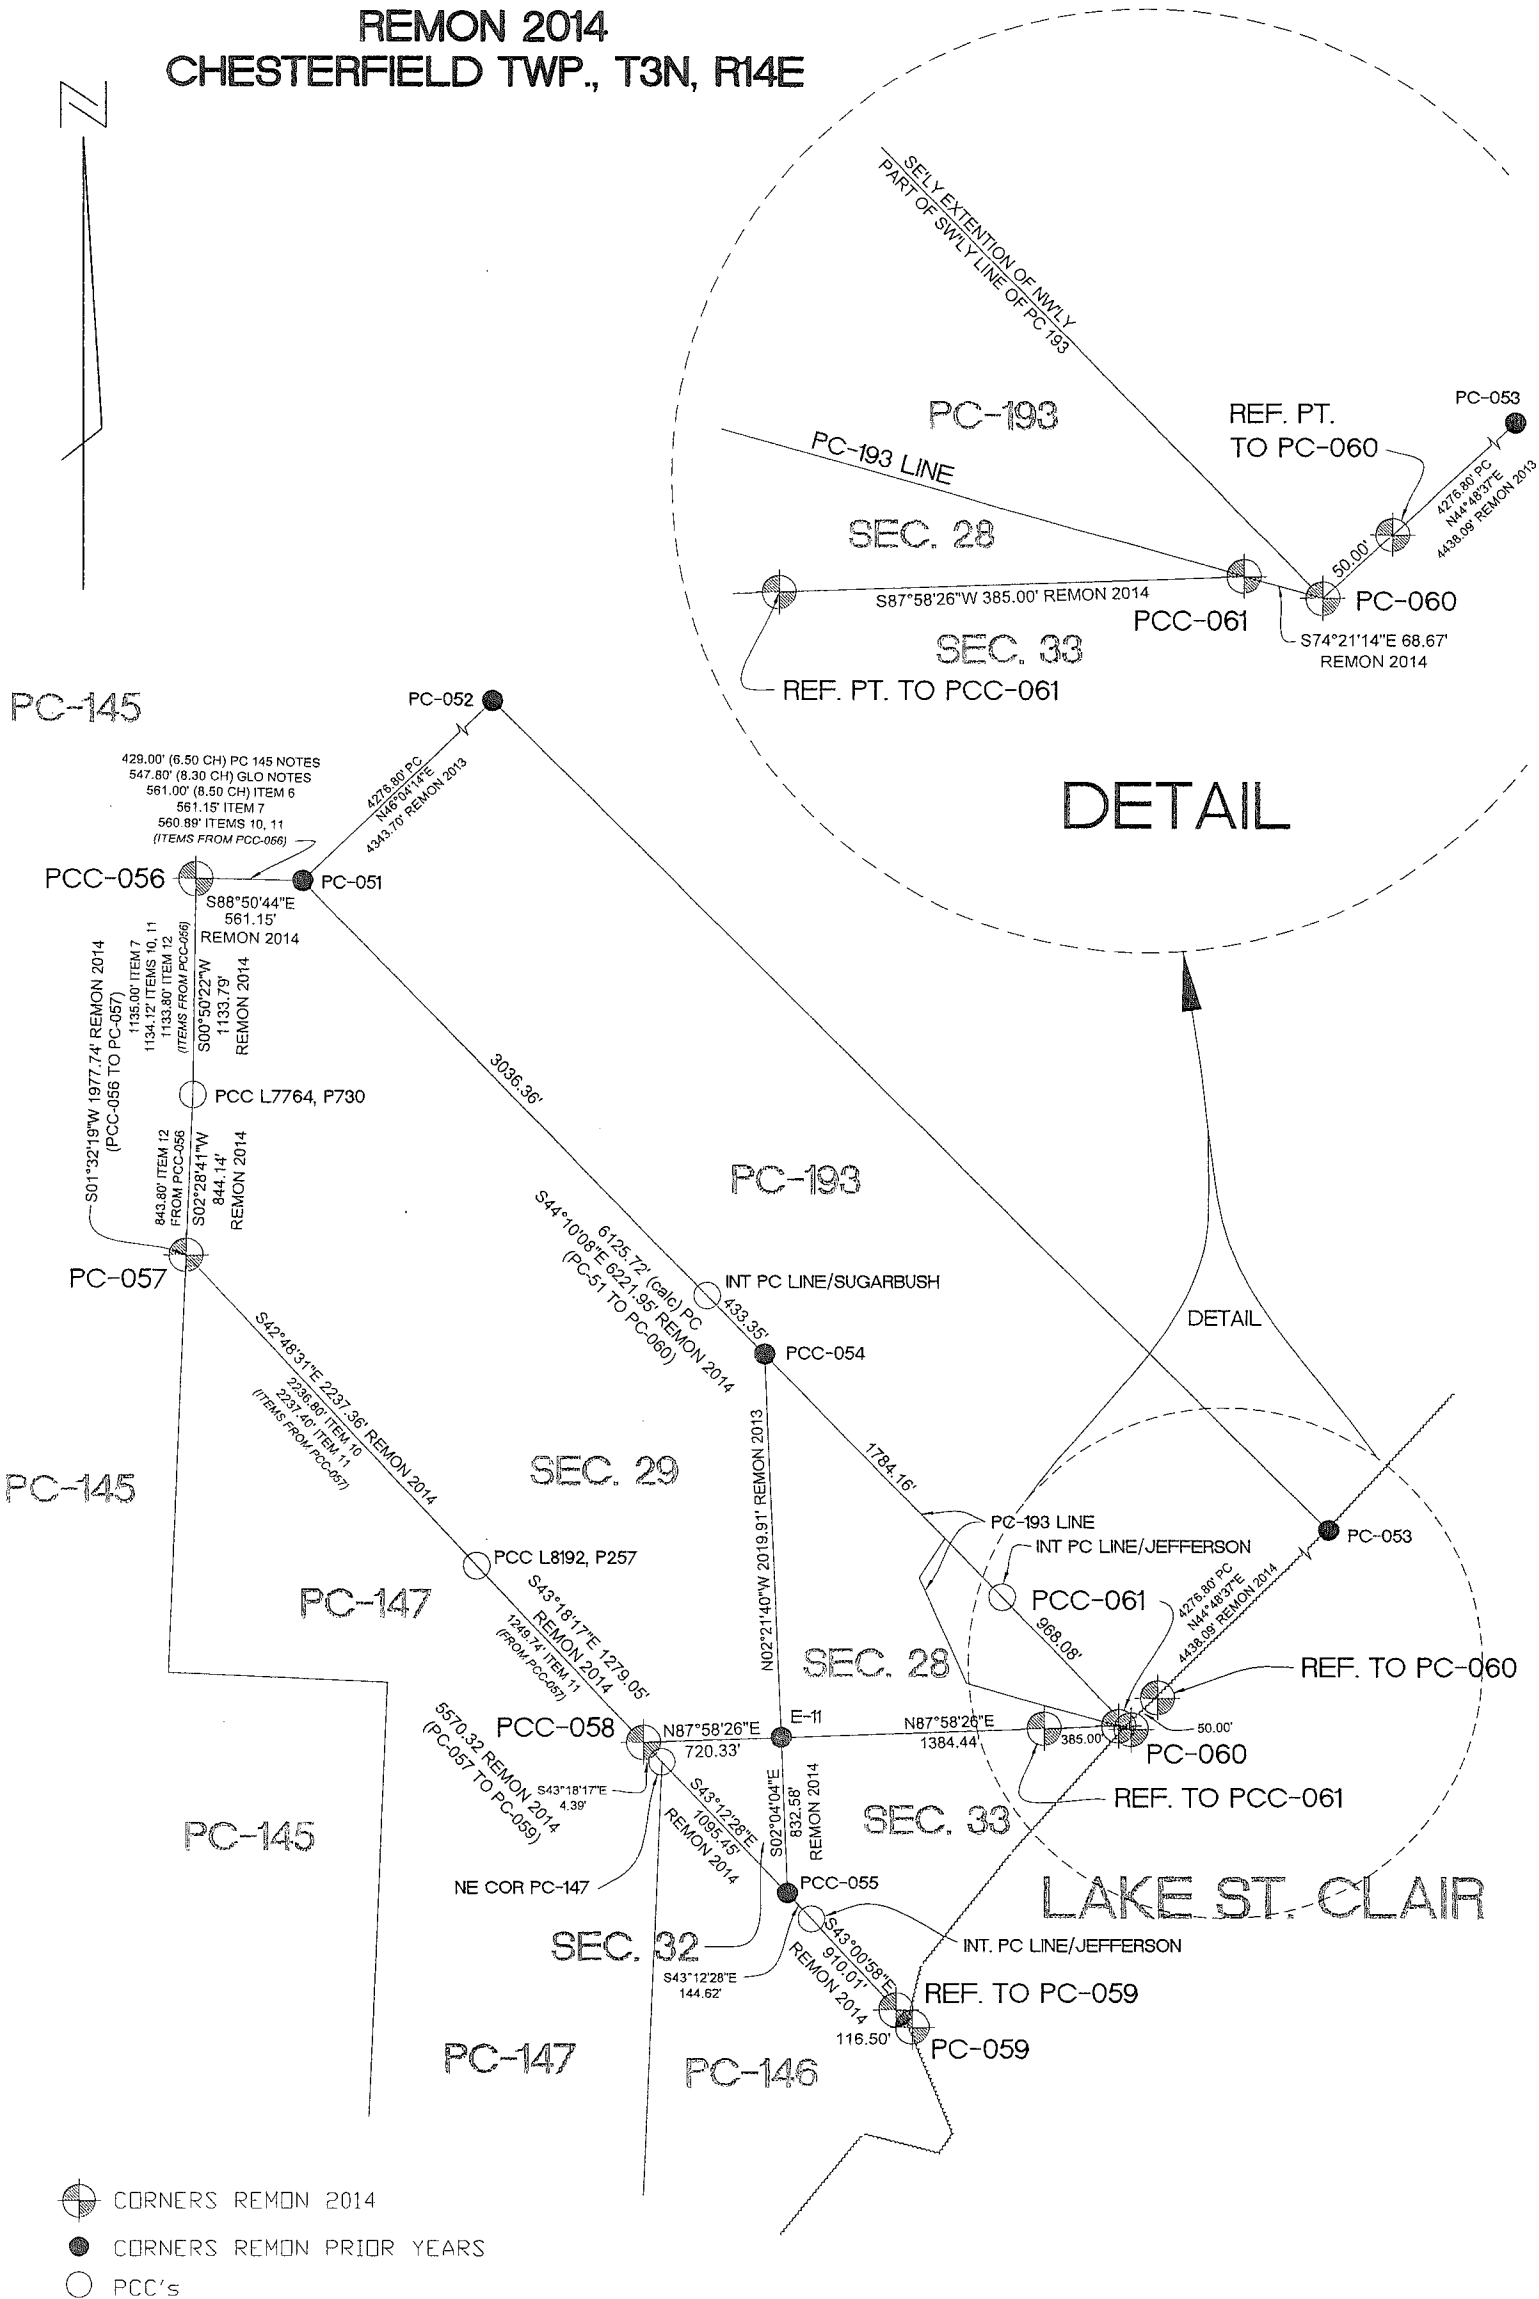 REMON 2014
CHESTERFIELD TWP., T3N, R14E
N
SE'LY EXTENTION OF NW'LY
PART OF SW'LY LINE OF PC 193
PC-193
PC-193 LINE
REF. PT.
TO PC-060
PC-053
4276.80' PC
N44°48'37"E
4438.09' REMON 2013
50.00'
SEC. 28
S87°58'26"W 385.00' REMON 2014
PCC-061
PC-060
S74°21'14"E 68.67'
REMON 2014
SEC. 33
REF. PT. TO PCC-061
DETAIL
PC-145
PC-052
429.00' (6.50 CH) PC 145 NOTES
547.80' (8.30 CH) GLO NOTES
561.00' (8.50 CH) ITEM 6
561.15' ITEM 7
560.89' ITEMS 10, 11
(ITEMS FROM PCC-056)
4276.80' PC
N46°04'14"E
4343.70' REMON 2013
PCC-056
PC-051
S88°50'44"E
561.15'
REMON 2014
S01°32'19"W 1977.74' REMON 2014
(PCC-056 TO PC-057)
1135.00' ITEM 7
1134.12' ITEMS 10, 11
1133.80' ITEM 12
(ITEMS FROM PCC-056)
S00°50'22"W
1133.79'
REMON 2014
PCC L7764, P730
843.80' ITEM 12
FROM PCC-056
S02°28'41"W
844.14'
REMON 2014
PC-057
3036.36'
PC-193
6125.72' (calc) PC
S44°10'08"E 6221.95' REMON 2014
(PC-51 TO PC-060)
INT PC LINE/SUGARBUSH
433.35'
PCC-054
DETAIL
S42°48'31"E 2237.36' REMON 2014
2236.80' ITEM 10
2237.40' ITEM 11
(ITEMS FROM PCC-057)
SEC. 29
N02°21'40"W 2019.91' REMON 2013
1784.16'
PC-145
PC-193 LINE
INT PC LINE/JEFFERSON
PC-053
PCC L8192, P257
PC-147
S43°18'17"E 1279.05'
REMON 2014
1249.74' ITEM 11
(FROM PCC-057)
PCC-061
968.08'
4276.80' PC
N44°48'37"E
4438.09' REMON 2014
SEC. 28
REF. TO PC-060
PCC-058
N87°58'26"E
720.33'
E-11
N87°58'26"E
1384.44'
385.00'
50.00'
PC-060
5570.32 REMON 2014
(PC-057 TO PC-059)
S43°18'17"E
4.39'
REF. TO PCC-061
S43°12'28"E
1095.45'
REMON 2014
S02°04'04"E
832.58'
REMON 2014
SEC. 33
PC-145
NE COR PC-147
PCC-055
LAKE ST. CLAIR
SEC. 32
S43°12'28"E
144.62'
INT. PC LINE/JEFFERSON
S43°00'58"E
910.01'
REMON 2014
REF. TO PC-059
116.50'
PC-059
PC-147
PC-146
CORNERS REMON 2014
CORNERS REMON PRIOR YEARS
PCC's